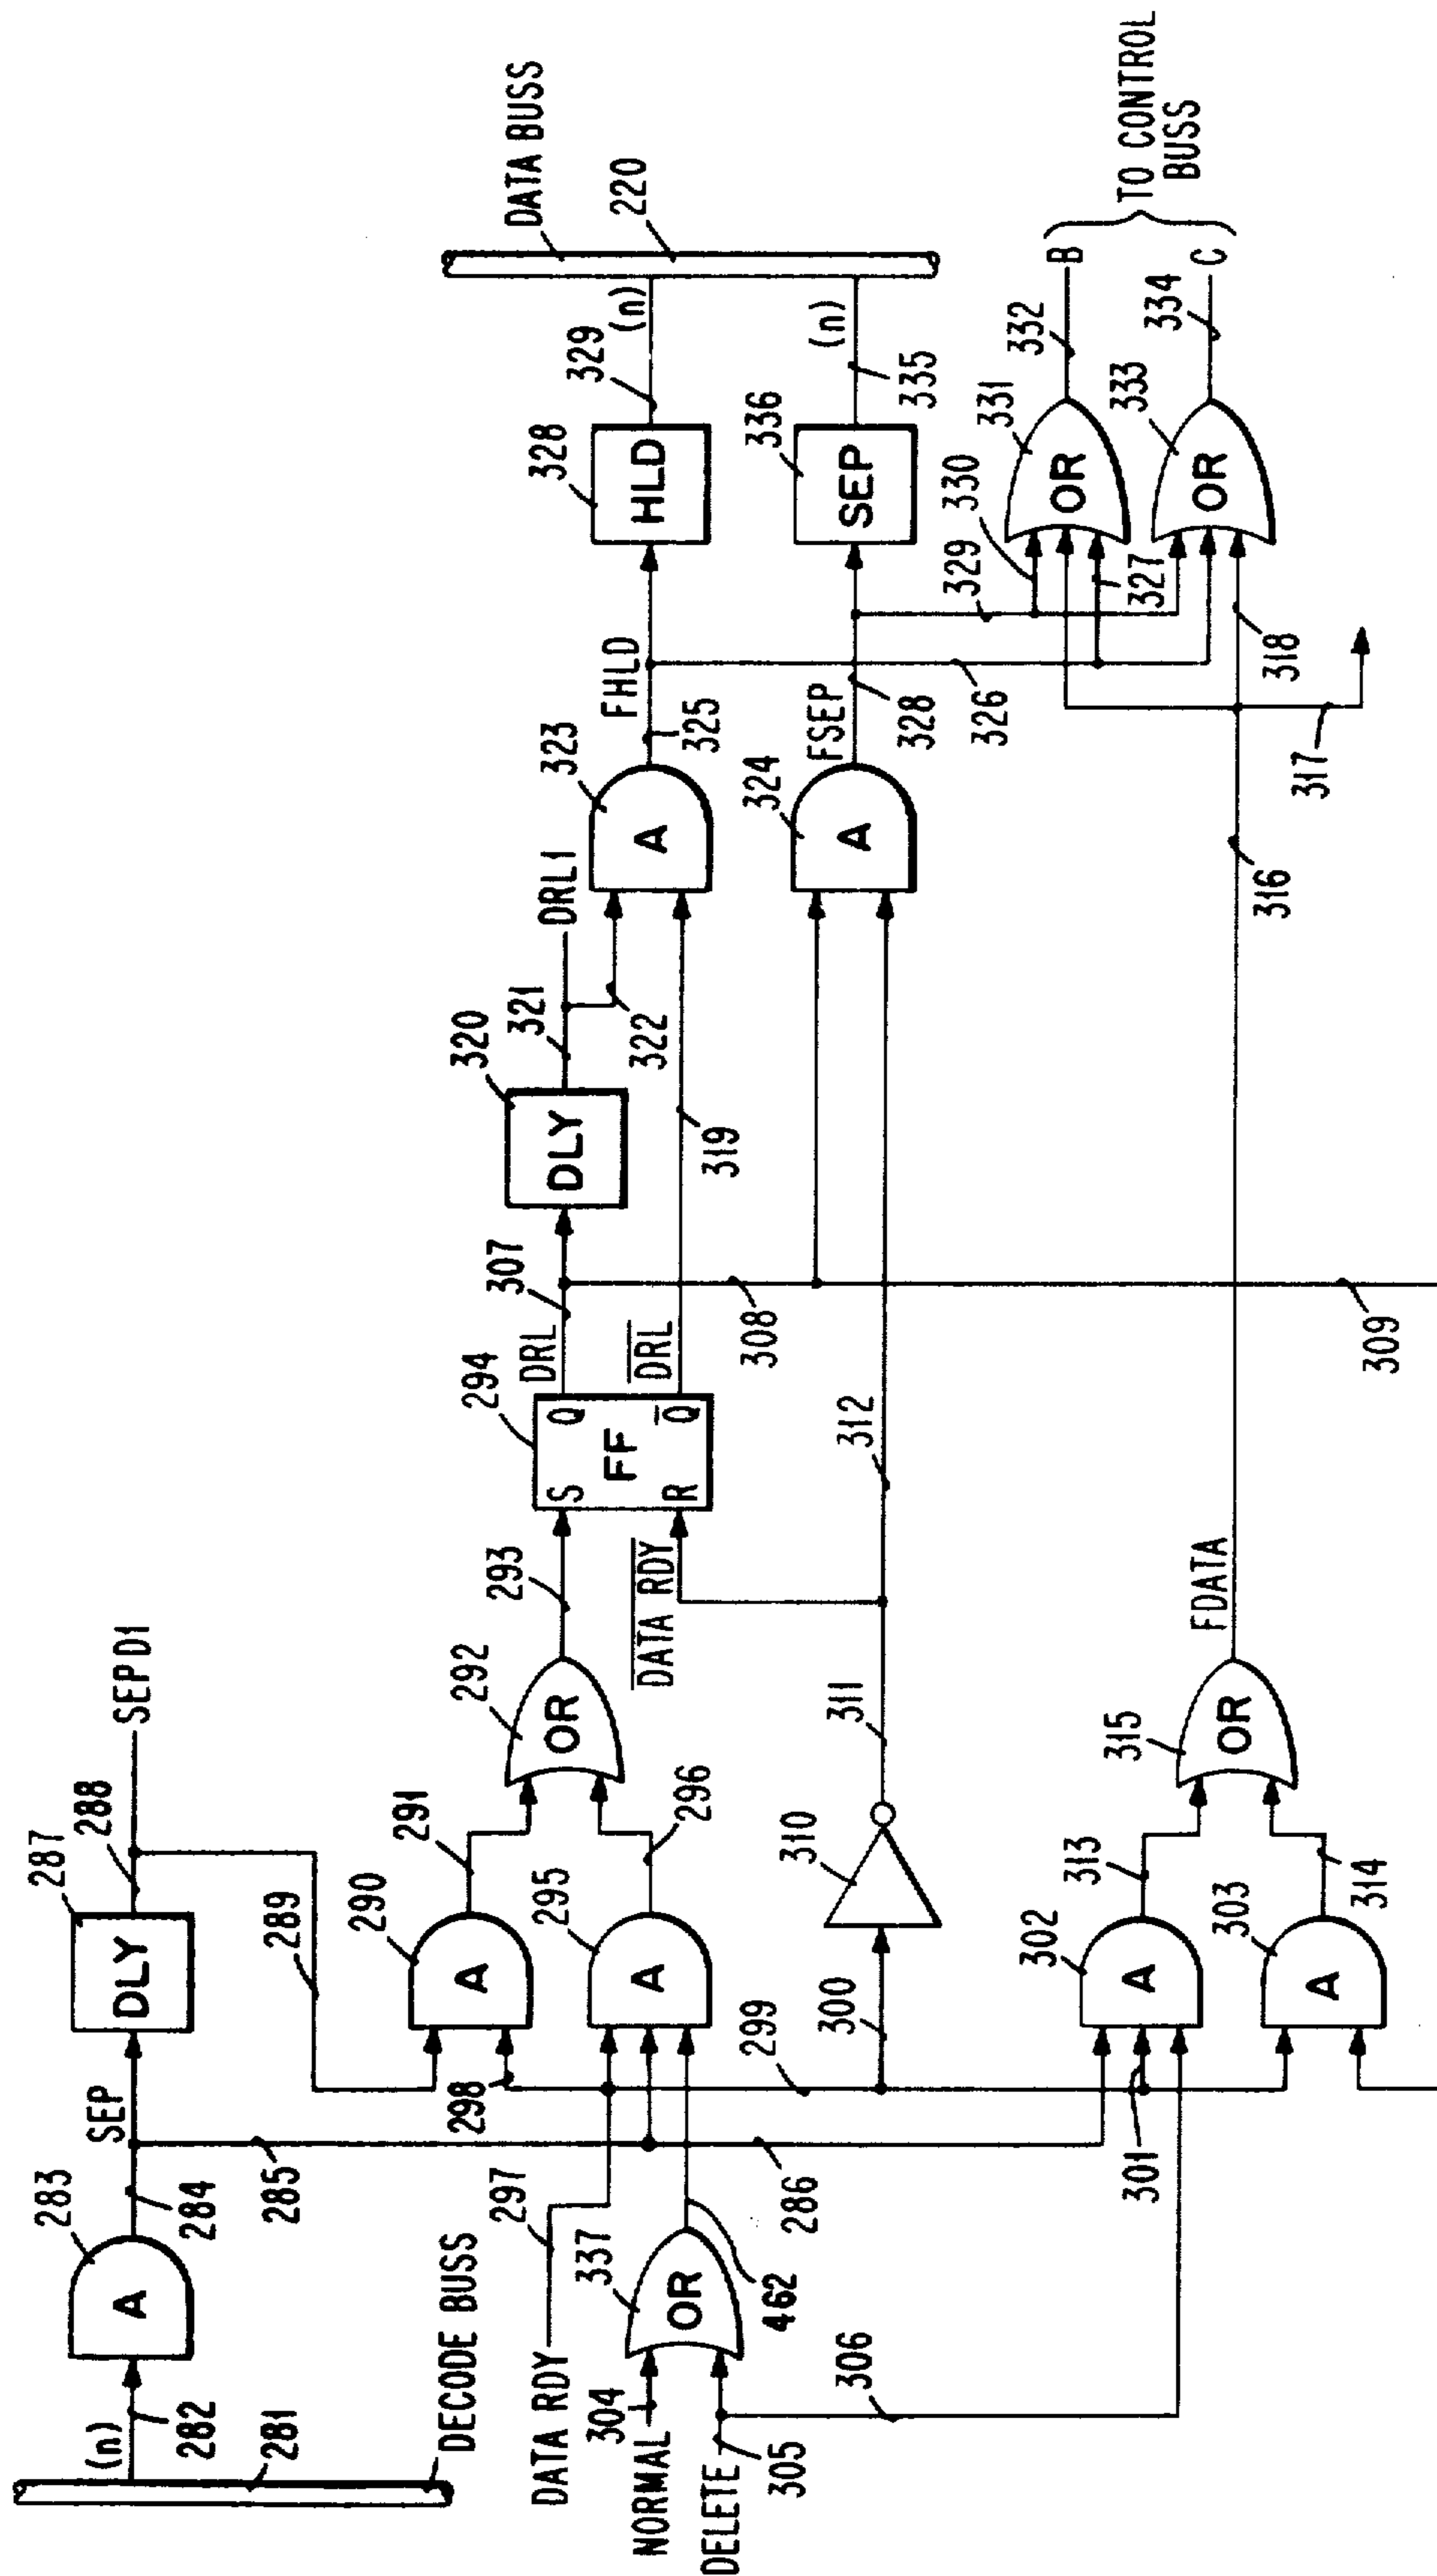 DECODE BUSS
281
(n)
282
A
283
284
SEP
285
286
DLY
287
288
SEPD1
289
DATA RDY
297
NORMAL
304
DELETE
305
306
OR
337
462
A
290
291
298
A
295
296
299
300
301
310
311
312
OR
292
293
DATA RDY
A
302
313
A
303
314
OR
315
FDATA
316
317
318
S Q
FF
R Q
294
DRL
307
DRL
308
309
DLY
320
321
DRL1
322
319
A
323
FHLD
325
326
A
324
FSEP
328
329
HLD
328
329
(n)
SEP
336
335
(n)
DATA BUSS
220
330
327
OR
331
332
B
OR
333
334
C
TO CONTROL
BUSS